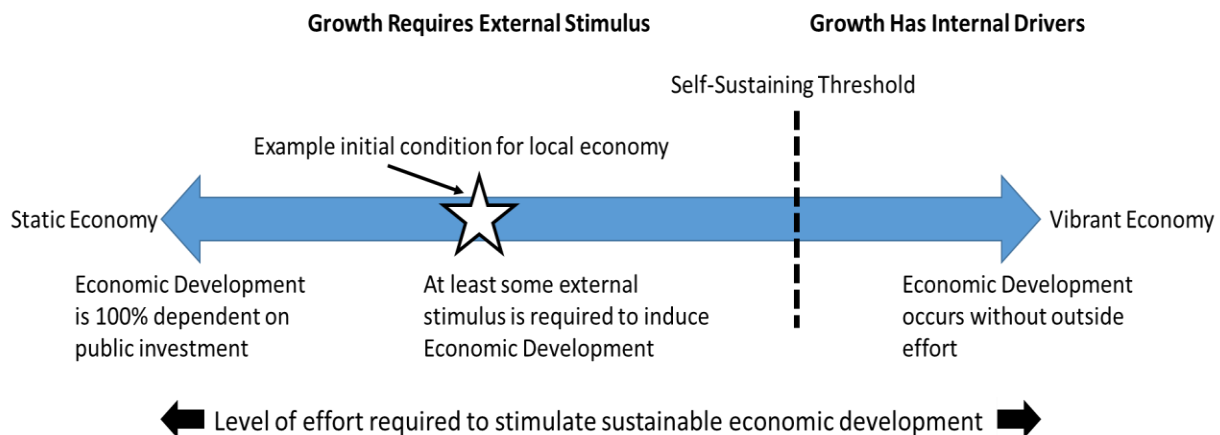 Growth Requires External Stimulus
Growth Has Internal Drivers
Self-Sustaining Threshold
Example initial condition for local economy
Static Economy
Vibrant Economy
Economic Development
is 100% dependent on
public investment
At least some external
stimulus is required to induce
Economic Development
Economic Development
occurs without outside
effort
Level of effort required to stimulate sustainable economic development